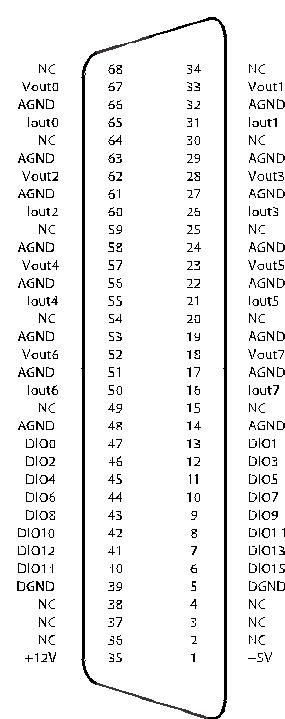 NC 68 34 NC
Vout0 67 33 Vout1
AGND 66 32 AGND
Iout0 65 31 Iout1
NC 64 30 NC
AGND 63 29 AGND
Vout2 62 28 Vout3
AGND 61 27 AGND
Iout2 60 26 Iout3
NC 59 25 NC
AGND 58 24 AGND
Vout4 57 23 Vout5
AGND 56 22 AGND
Iout4 55 21 Iout5
NC 54 20 NC
AGND 53 19 AGND
Vout6 52 18 Vout7
AGND 51 17 AGND
Iout6 50 16 Iout7
NC 49 15 NC
AGND 48 14 AGND
DIO0 47 13 DIO1
DIO2 46 12 DIO3
DIO4 45 11 DIO5
DIO6 44 10 DIO7
DIO8 43 9 DIO9
DIO10 42 8 DIO11
DIO12 41 7 DIO13
DIO14 40 6 DIO15
DGND 39 5 DGND
NC 38 4 NC
NC 37 3 NC
NC 36 2 NC
+12V 35 1 –5V